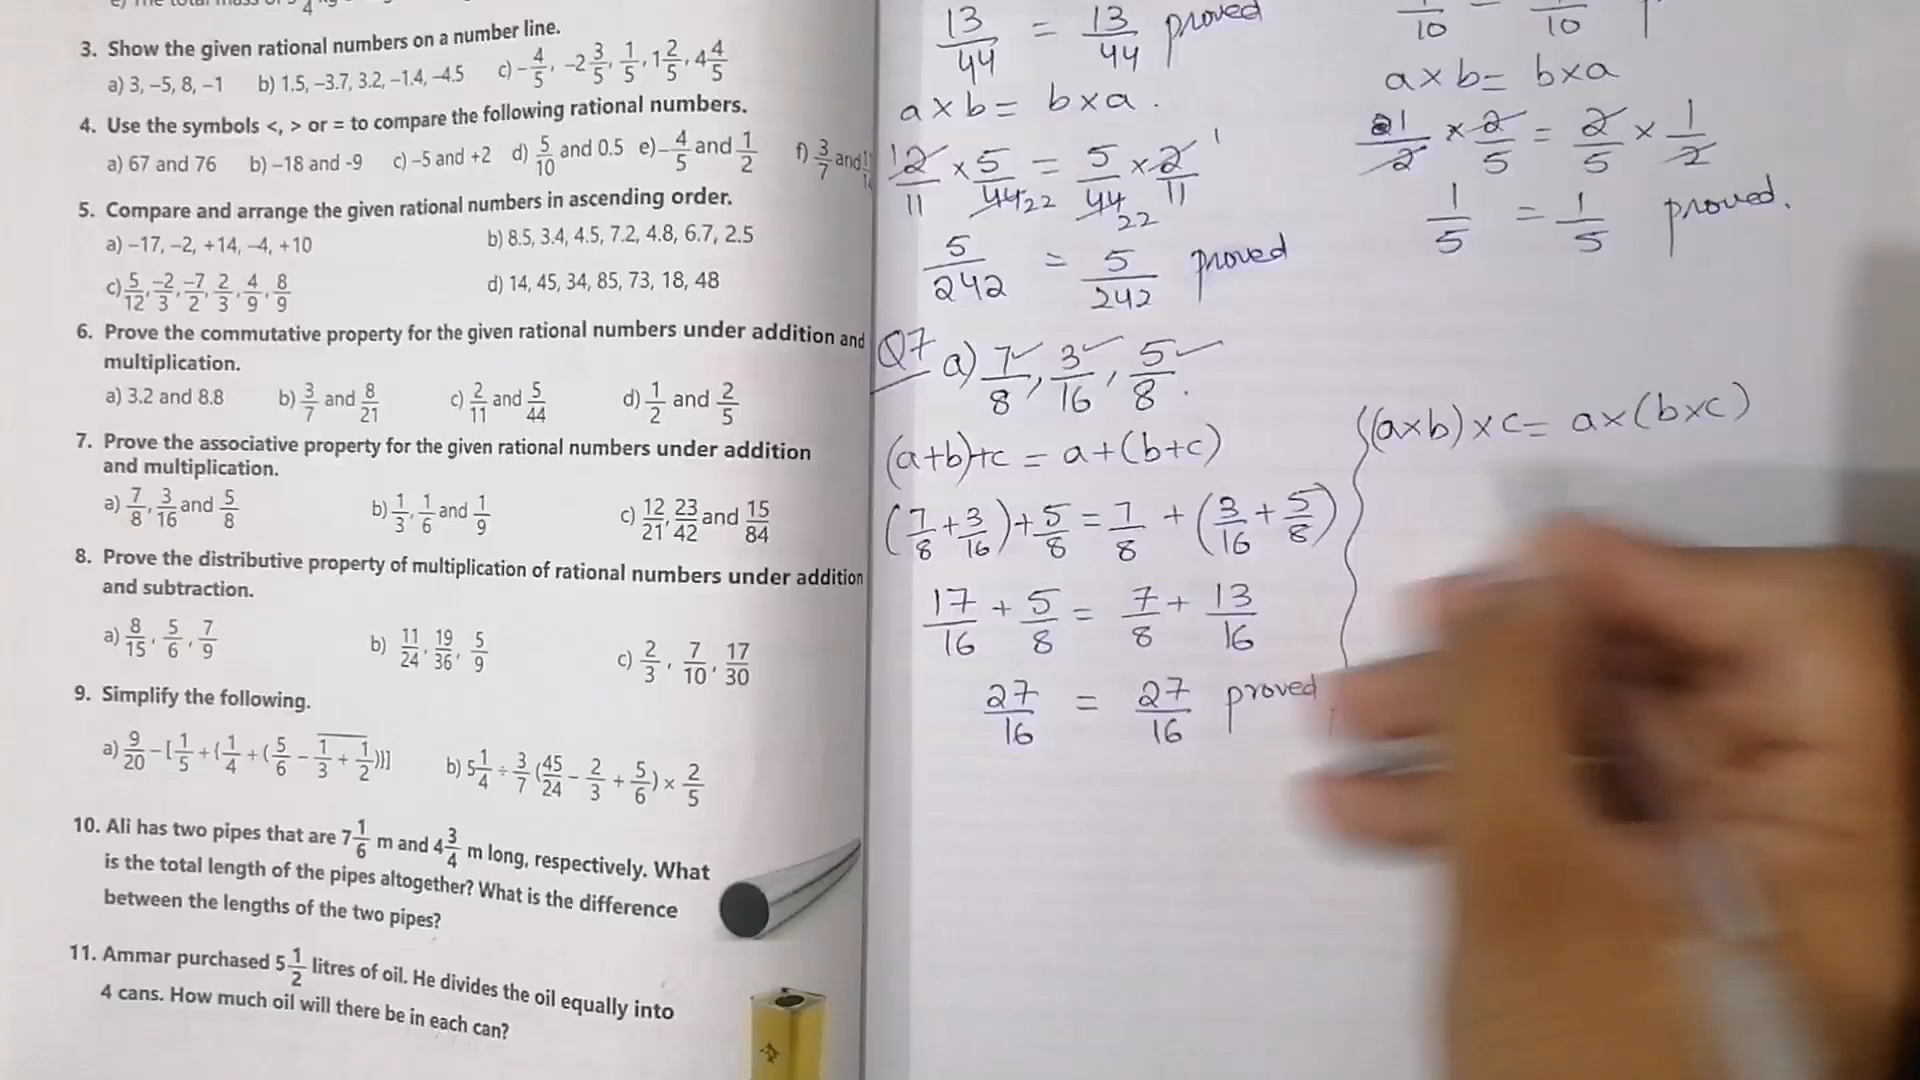 3. Show the given rational numbers on a number line.
a) 3, –5, 8, –1 b) 1.5, –3.7, 3.2, –1.4, –4.5 c) –4/5, –2 3/5, 1/5, 1 2/5, 4 4/5
4. Use the symbols <, > or = to compare the following rational numbers.
a) 67 and 76 b) –18 and -9 c) –5 and +2 d) 5/10 and 0.5 e) –4/5 and 1/2 f) 3/7 and
5. Compare and arrange the given rational numbers in ascending order.
a) –17, –2, +14, –4, +10 b) 8.5, 3.4, 4.5, 7.2, 4.8, 6.7, 2.5
c) 5/12, –2/3, –7/2, 2/3, 4/9, 8/9 d) 14, 45, 34, 85, 73, 18, 48
6. Prove the commutative property for the given rational numbers under addition and
multiplication.
a) 3.2 and 8.8 b) 3/7 and 8/21 c) 2/11 and 5/44 d) 1/2 and 2/5
7. Prove the associative property for the given rational numbers under addition
and multiplication.
a) 7/8, 3/16 and 5/8 b) 1/3, 1/6 and 1/9 c) 12/21, 23/42 and 15/84
8. Prove the distributive property of multiplication of rational numbers under addition
and subtraction.
a) 8/15, 5/6, 7/9 b) 11/24, 19/36, 5/9 c) 2/3, 7/10, 17/30
9. Simplify the following.
a) 9/20 – [1/5 + {1/4 + (5/6 – 1/3 + 1/2)}] b) 5 1/4 ÷ 3/7 (45/24 – 2/3 + 5/6) × 2/5
10. Ali has two pipes that are 7 1/6 m and 4 3/4 m long, respectively. What
is the total length of the pipes altogether? What is the difference
between the lengths of the two pipes?
11. Ammar purchased 5 1/2 litres of oil. He divides the oil equally into
4 cans. How much oil will there be in each can?
13/44 = 13/44 proved
a × b = b × a.
2/11 × 5/44 22 = 5/44 22 × 2/11 1
5/242 = 5/242 proved
Q7 a) 7/8, 3/16, 5/8.
(a+b)+c = a+(b+c)
(7/8 + 3/16) + 5/8 = 7/8 + (3/16 + 5/8)
17/16 + 5/8 = 7/8 + 13/16
27/16 = 27/16 proved
10 = 10
a × b = b × a
1/2 × 2/5 = 2/5 × 1/2
1/5 = 1/5 proved.
(a×b)×c = a×(b×c)